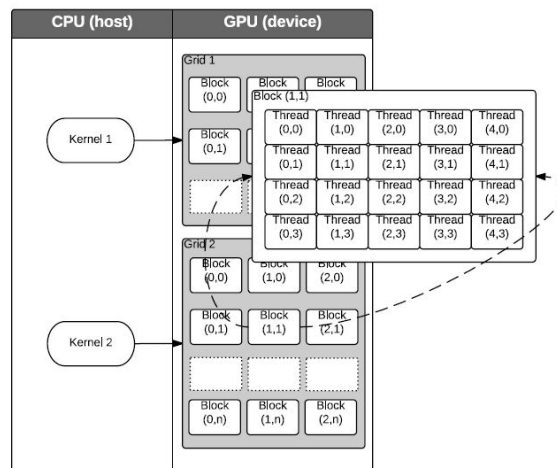 CPU (host)
GPU (device)
Grid 1
Block
(0,0)
Block
Block
Block (1,1)
Kernel 1
Block
(0,1)
Thread
(0,0)
Thread
(1,0)
Thread
(2,0)
Thread
(3,0)
Thread
(4,0)
Thread
(0,1)
Thread
(1,1)
Thread
(2,1)
Thread
(3,1)
Thread
(4,1)
Thread
(0,2)
Thread
(1,2)
Thread
(2,2)
Thread
(3,2)
Thread
(4,2)
Thread
(0,3)
Thread
(1,3)
Thread
(2,3)
Thread
(3,3)
Thread
(4,3)
Grid 2
Block
(0,0)
Block
(1,0)
Block
(2,0)
Kernel 2
Block
(0,1)
Block
(1,1)
Block
(2,1)
Block
(0,n)
Block
(1,n)
Block
(2,n)